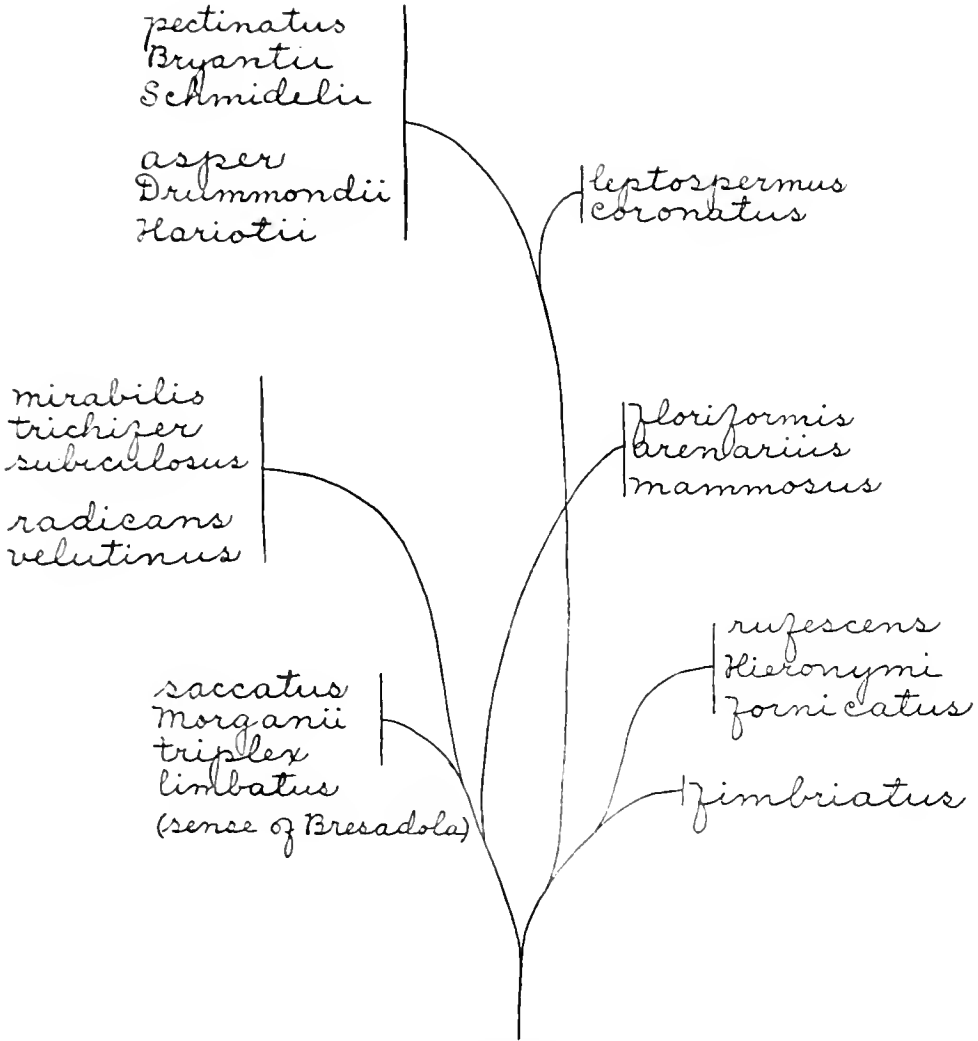 pectinatus
Bryantii
Schmidelii
asper
Drummondii
Hariotii
leptospermus
coronatus
mirabilis
trichifer
subiculosus
radicans
velutinus
floriformis
arenarius
mammosus
saccatus
Morganii
triplex
limbatus
(sense of Bresadola)
rufescens
Hieronymi
fornicatus
fimbriatus